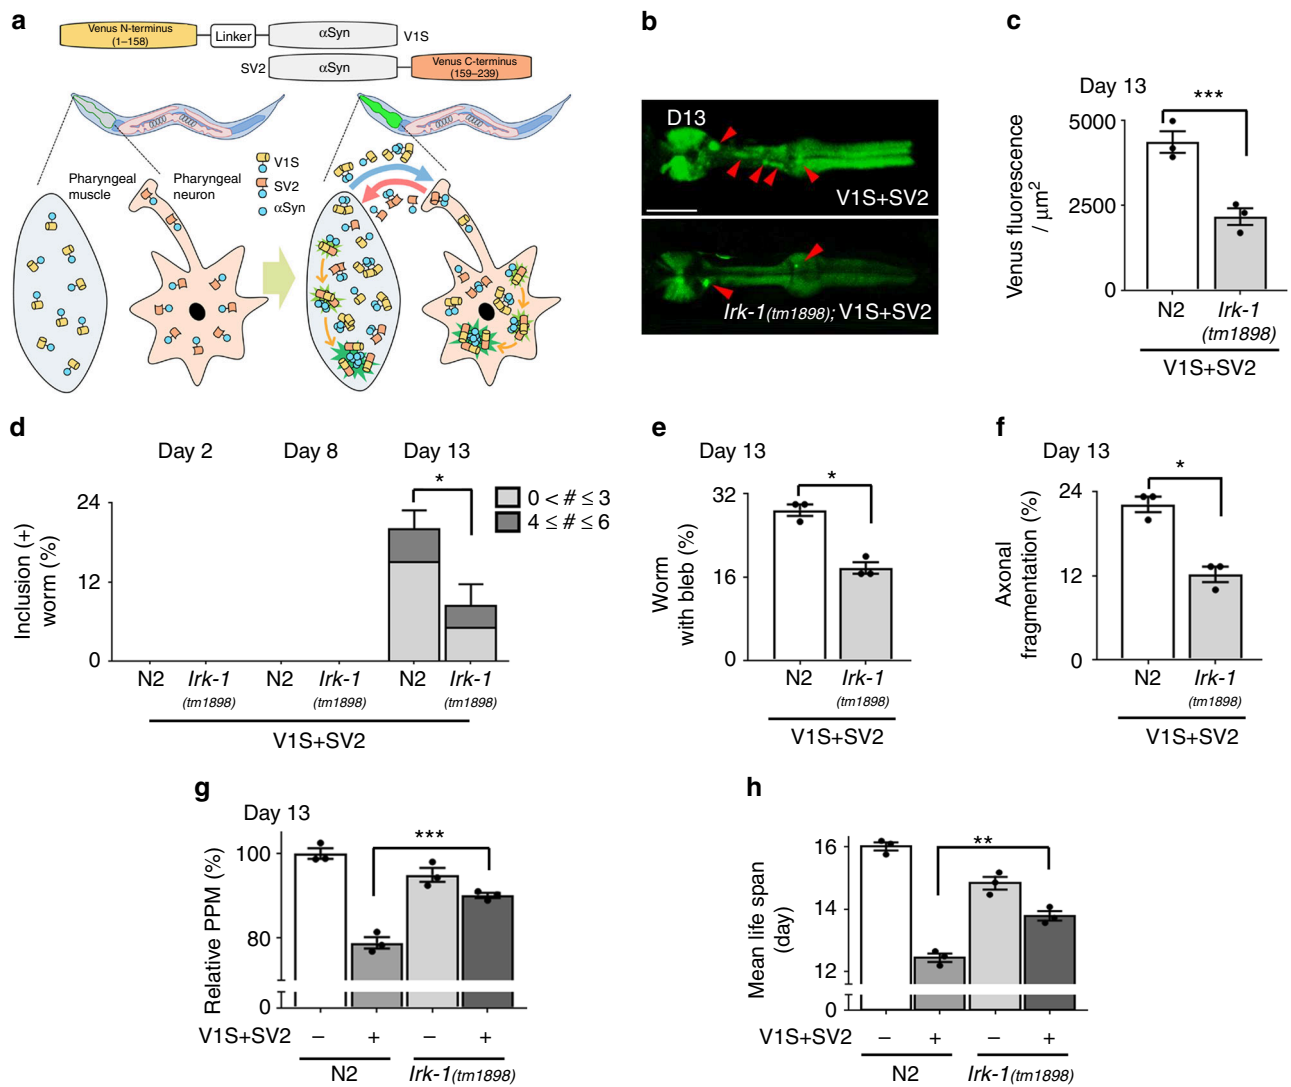 a
Venus N-terminus
(1–158)
Linker
αSyn
V1S
SV2
αSyn
Venus C-terminus
(159–239)
Pharyngeal
muscle
Pharyngeal
neuron
V1S
SV2
αSyn
b
D13
V1S+SV2
lrk-1(tm1898); V1S+SV2
c
Day 13
***
Venus fluorescence
/ μm2
5000
2500
0
N2
lrk-1
(tm1898)
V1S+SV2
d
Day 2
Day 8
Day 13
*
0 < # ≤ 3
4 ≤ # ≤ 6
Inclusion (+)
worm (%)
24
12
0
N2
lrk-1
(tm1898)
N2
lrk-1
(tm1898)
N2
lrk-1
(tm1898)
V1S+SV2
e
Day 13
*
Worm
with bleb (%)
32
16
0
N2
lrk-1
(tm1898)
V1S+SV2
f
Day 13
*
Axonal
fragmentation (%)
24
12
0
N2
lrk-1
(tm1898)
V1S+SV2
g
Day 13
***
Relative PPM (%)
100
80
0
V1S+SV2
– + – +
N2
lrk-1(tm1898)
h
**
Mean life span
(day)
16
14
12
0
V1S+SV2
– + – +
N2
lrk-1(tm1898)